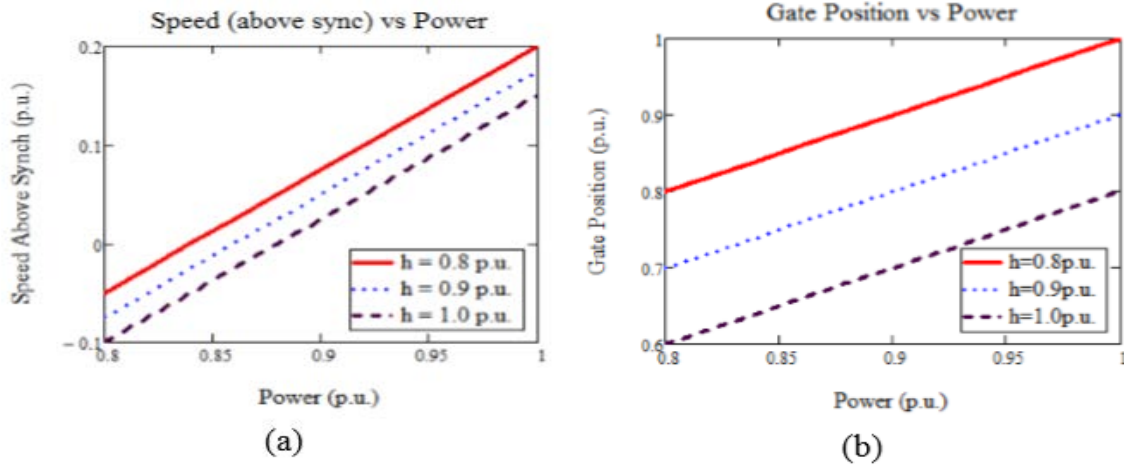 Speed (above sync) vs Power
Speed Above Synch (p.u.)
0.2
0.1
0
− 0.1
0.8
0.85
0.9
0.95
1
h = 0.8 p.u.
h = 0.9 p.u.
h = 1.0 p.u.
Power (p.u.)
(a)
Gate Position vs Power
Gate Position (p.u.)
1
0.9
0.8
0.7
0.6
0.8
0.85
0.9
0.95
1
h=0.8p.u.
h=0.9p.u.
h=1.0p.u.
Power (p.u.)
(b)